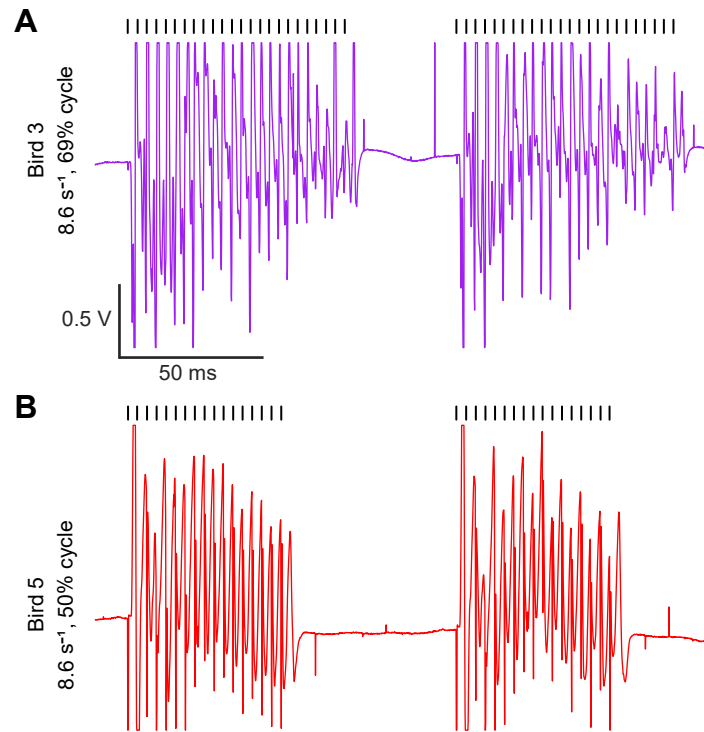 A
Bird 3
8.6 s⁻¹, 69% cycle
0.5 V
50 ms
B
Bird 5
8.6 s⁻¹, 50% cycle